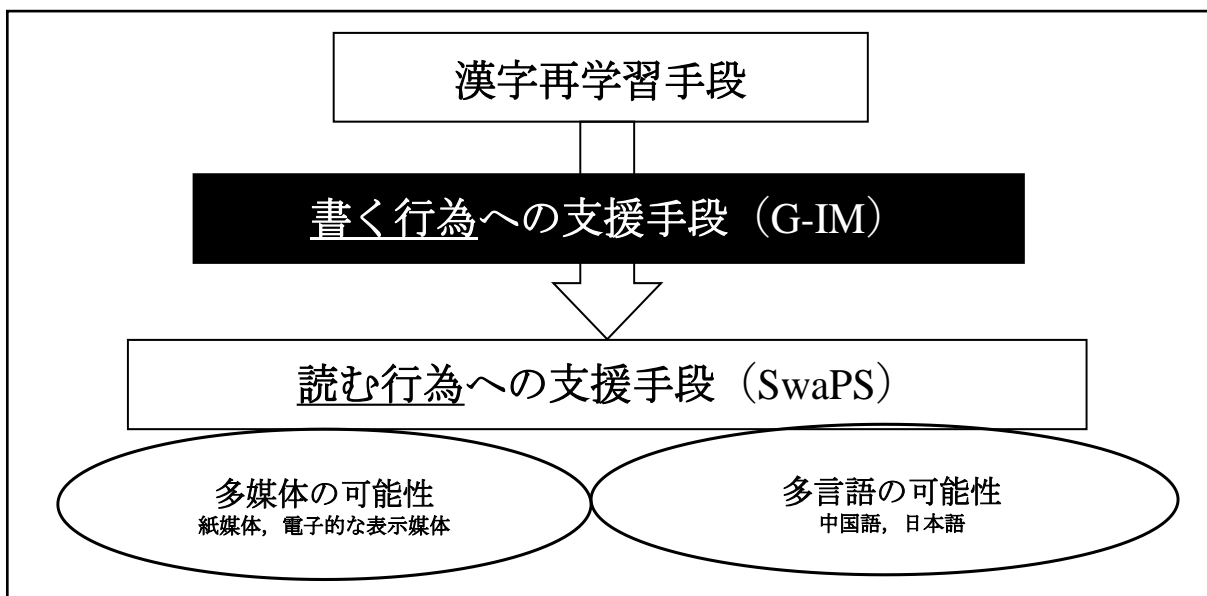 漢字再学習手段
書く行為への支援手段（G-IM）
読む行為への支援手段（SwaPS）
多媒体の可能性
紙媒体，電子的な表示媒体
多言語の可能性
中国語，日本語